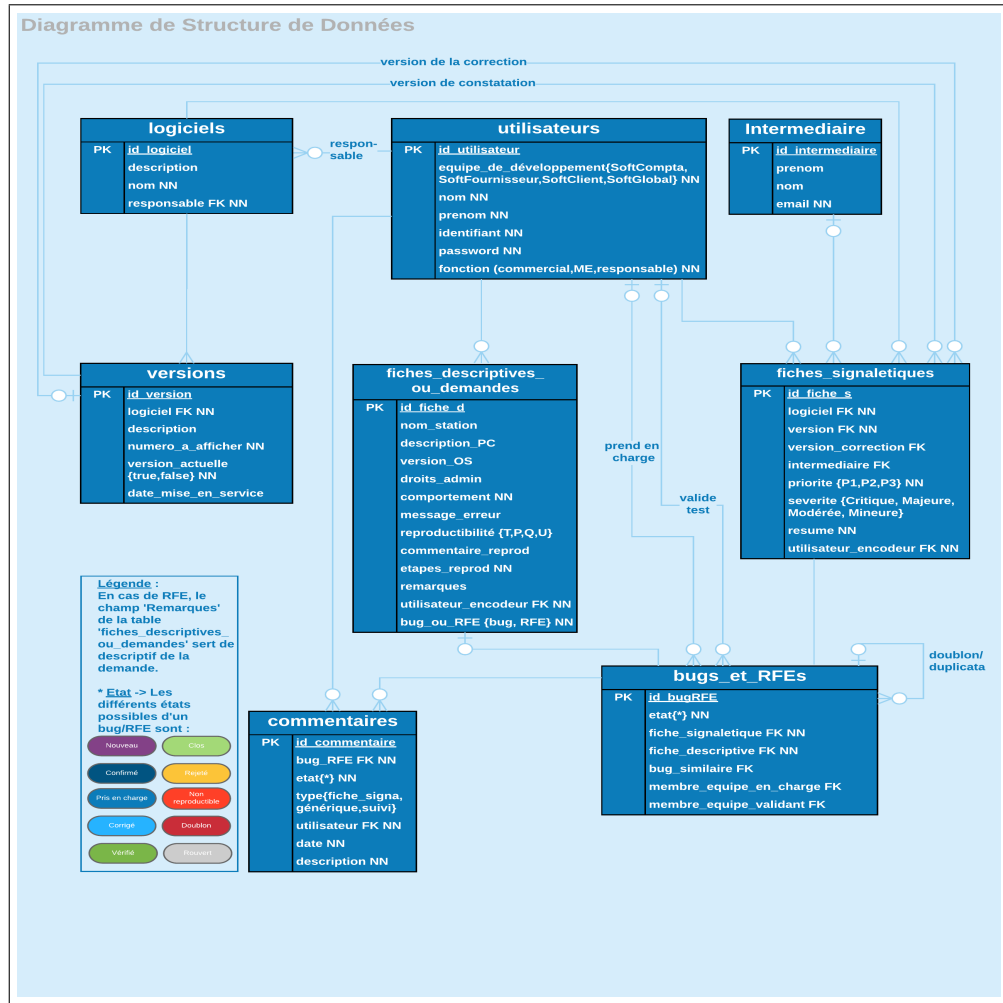 Diagramme de Structure de Données
version de la correction
version de constatation
logiciels
PK id_logiciel
description
nom NN
responsable FK NN
respon-
sable
utilisateurs
PK id_utilisateur
equipe_de_développement{SoftCompta,
SoftFournisseur,SoftClient,SoftGlobal} NN
nom NN
prenom NN
identifiant NN
password NN
fonction (commercial,ME,responsable) NN
Intermediaire
PK id_intermediaire
prenom
nom
email NN
versions
PK id_version
logiciel FK NN
description
numero_a_afficher NN
version_actuelle
{true,false} NN
date_mise_en_service
fiches_descriptives_
ou_demandes
PK id_fiche_d
nom_station
description_PC
version_OS
droits_admin
comportement NN
message_erreur
reproductibilité {T,P,Q,U}
commentaire_reprod
etapes_reprod NN
remarques
utilisateur_encodeur FK NN
bug_ou_RFE {bug, RFE} NN
prend en
charge
valide
test
fiches_signaletiques
PK id_fiche_s
logiciel FK NN
version FK NN
version_correction FK
intermediaire FK
priorite {P1,P2,P3} NN
severite {Critique, Majeure,
Modérée, Mineure}
resume NN
utilisateur_encodeur FK NN
Légende :
En cas de RFE, le
champ 'Remarques'
de la table
'fiches_descriptives_
ou_demandes' sert de
descriptif de la
demande.
* Etat -> Les
différents états
possibles d'un
bug/RFE sont :
Nouveau
Clos
Confirmé
Rejeté
Pris en charge
Non
reproductible
Corrigé
Doublon
Vérifié
Rouvert
commentaires
PK id_commentaire
bug_RFE FK NN
etat{*} NN
type{fiche_signa,
générique,suivi}
utilisateur FK NN
date NN
description NN
bugs_et_RFEs
PK id_bugRFE
etat{*} NN
fiche_signaletique FK NN
fiche_descriptive FK NN
bug_similaire FK
membre_equipe_en_charge FK
membre_equipe_validant FK
doublon/
duplicata